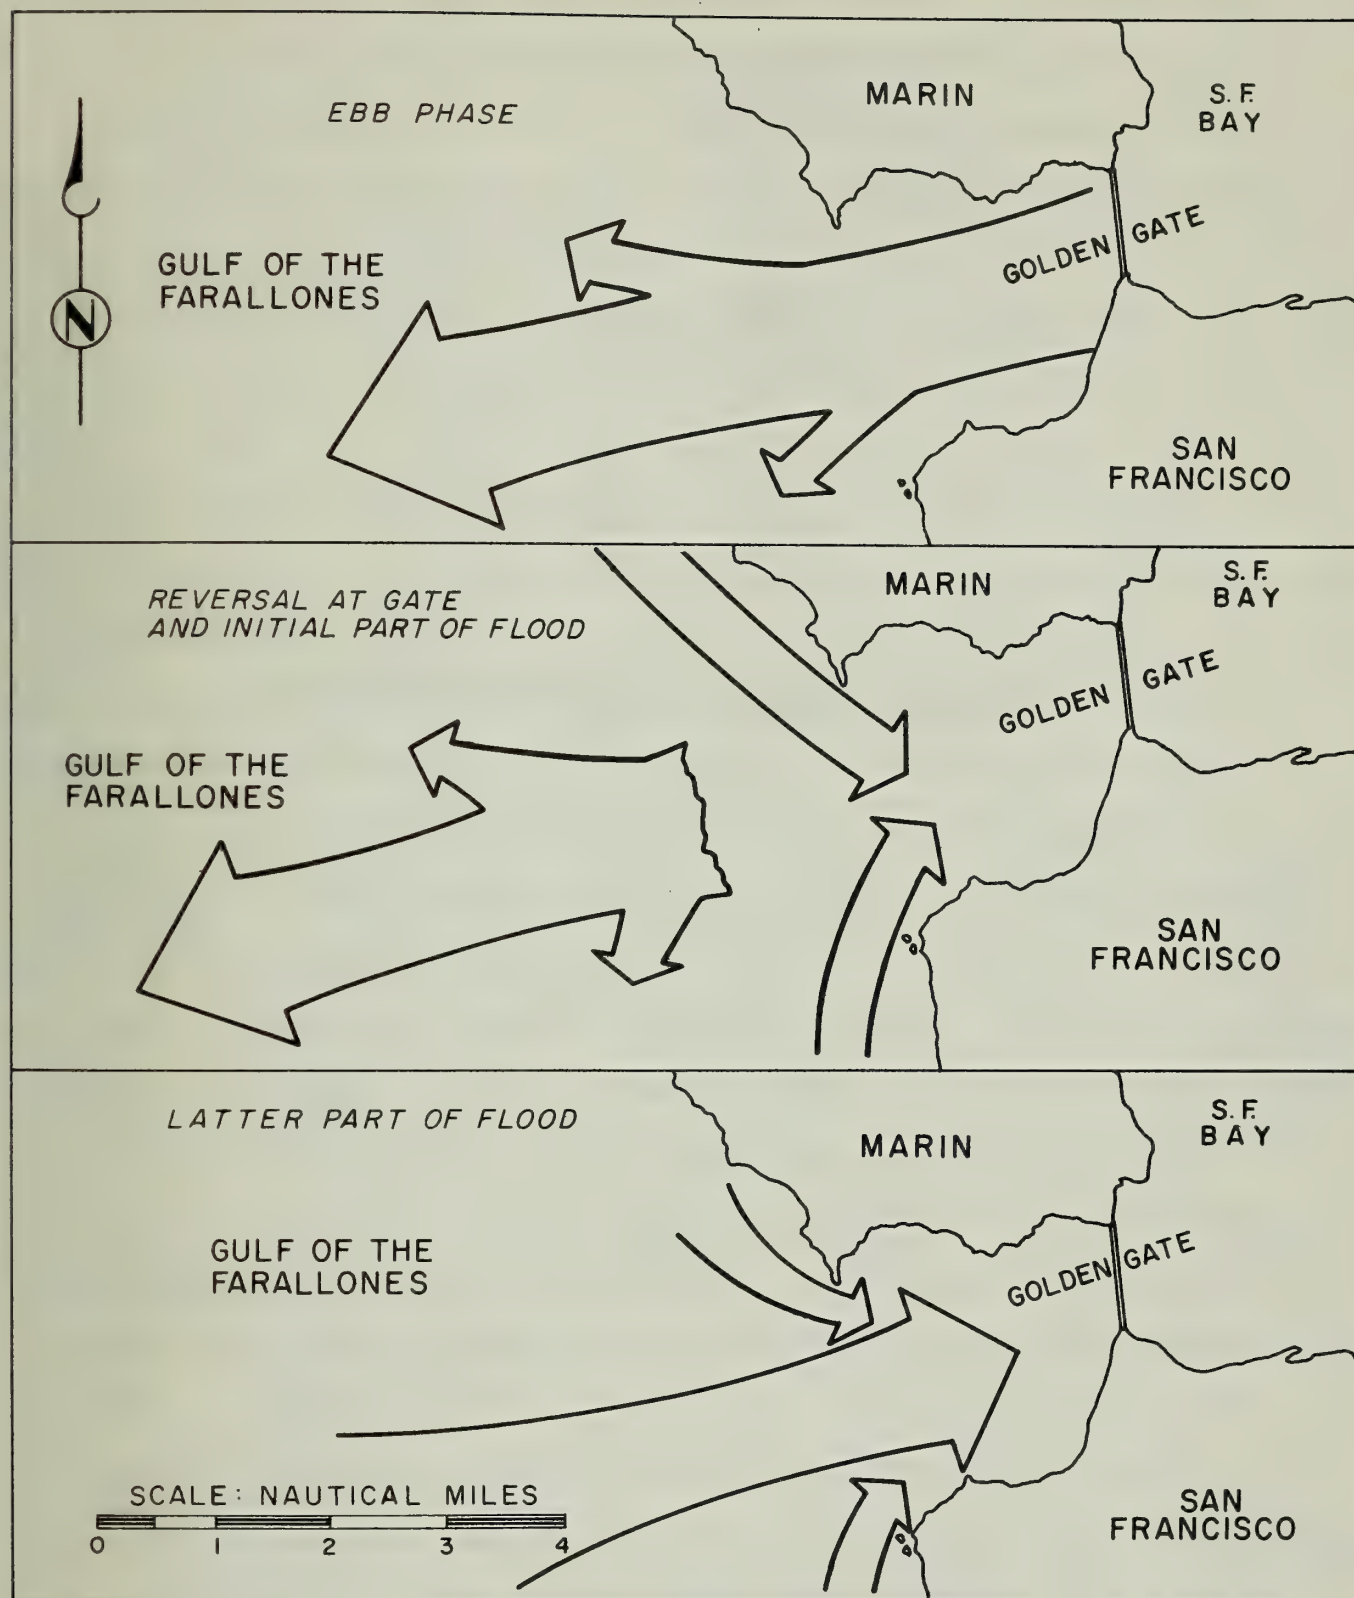 EBB PHASE
MARIN
S. F.
BAY
GOLDEN GATE
GULF OF THE
FARALLONES
N
SAN
FRANCISCO
REVERSAL AT GATE
AND INITIAL PART OF FLOOD
MARIN
S. F.
BAY
GOLDEN GATE
GULF OF THE
FARALLONES
SAN
FRANCISCO
LATTER PART OF FLOOD
MARIN
S. F.
BAY
GOLDEN GATE
GULF OF THE
FARALLONES
SCALE: NAUTICAL MILES
0 1 2 3 4
SAN
FRANCISCO